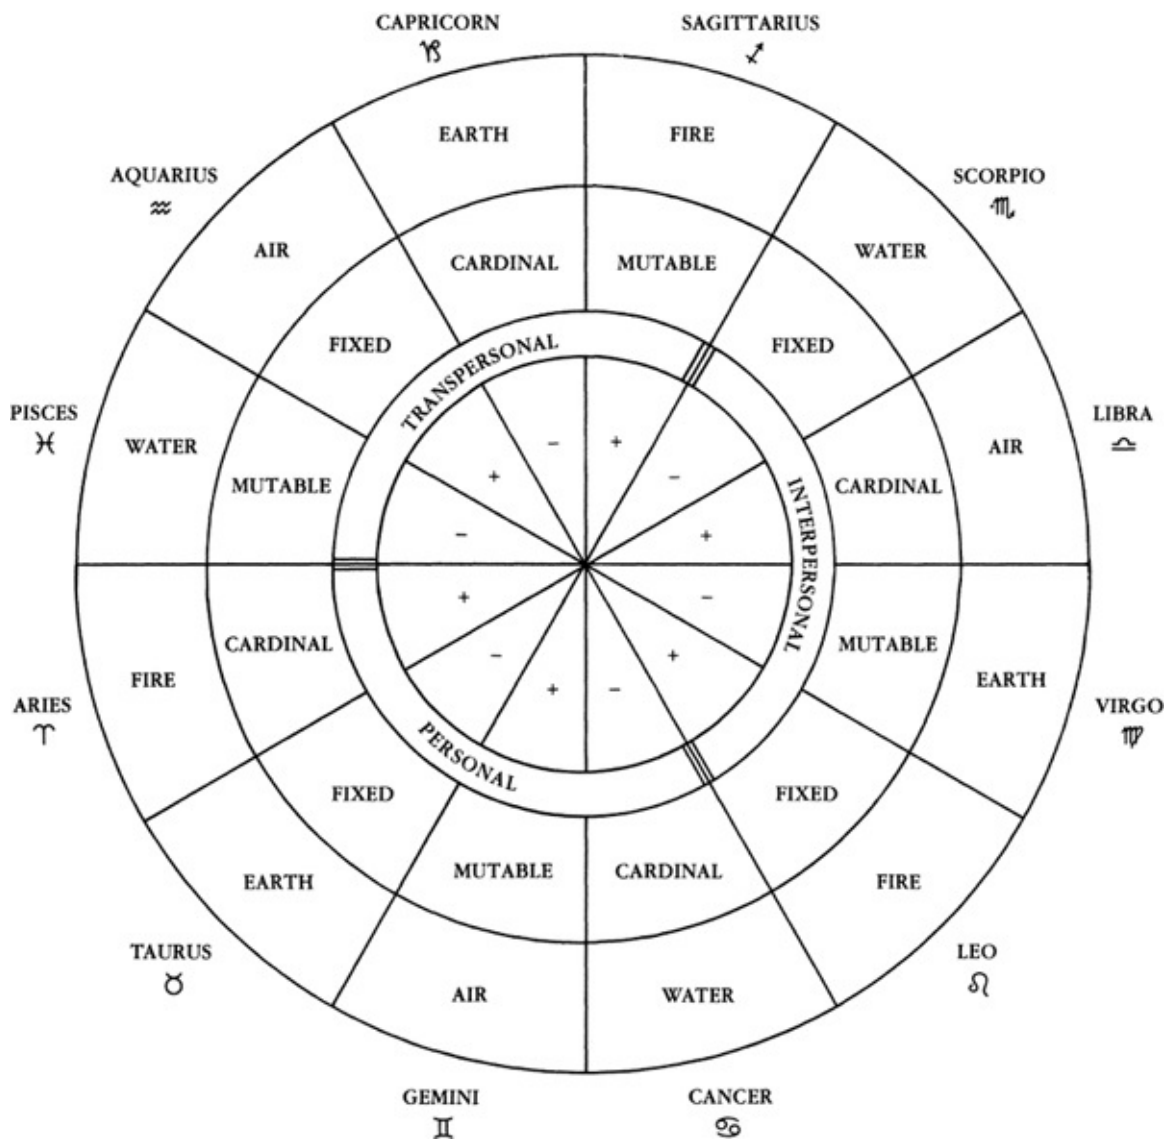 CAPRICORN
♑
SAGITTARIUS
♐
EARTH
FIRE
AQUARIUS
♒
SCORPIO
♏
AIR
CARDINAL
MUTABLE
WATER
FIXED
TRANSPERSONAL
FIXED
PISCES
♓
WATER
MUTABLE
INTERPERSONAL
CARDINAL
AIR
LIBRA
♎
− +
+ −
− +
+ −
− +
+ −
ARIES
♈
FIRE
CARDINAL
PERSONAL
MUTABLE
EARTH
VIRGO
♍
FIXED
MUTABLE
CARDINAL
FIXED
TAURUS
♉
EARTH
AIR
WATER
FIRE
LEO
♌
GEMINI
♊
CANCER
♋